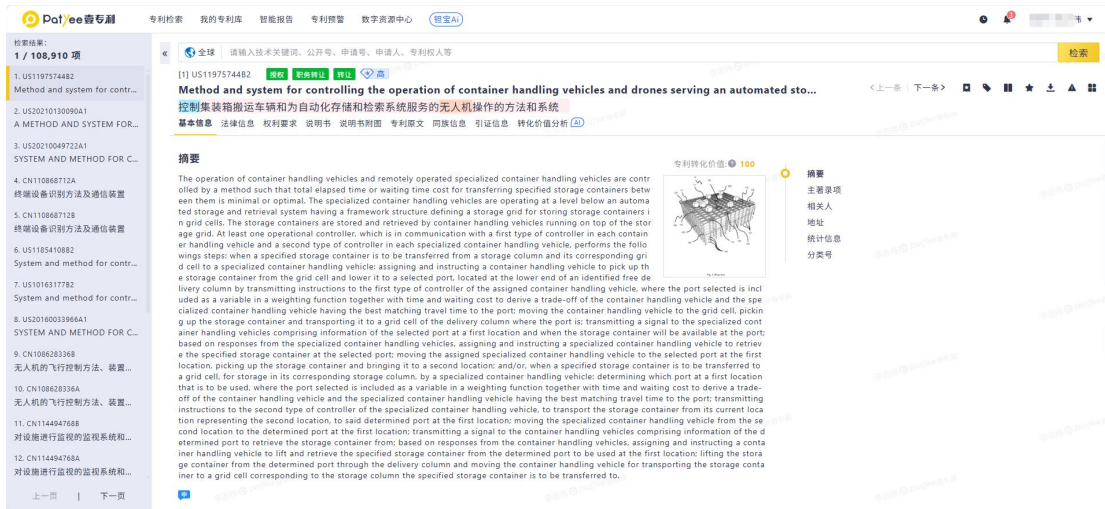 Patyee壹专利
专利检索 我的专利库 智能报告 专利预警 数字资源中心 钽宝Ai
检索结果:
1 / 108,910 项
1. US11975744B2
Method and system for contr...
2. US20210130090A1
A METHOD AND SYSTEM FOR...
3. US20210049722A1
SYSTEM AND METHOD FOR C...
4. CN110868712A
终端设备识别方法及通信装置
5. CN110868712B
终端设备识别方法及通信装置
6. US11854108B2
System and method for contr...
7. US10163177B2
System and method for contr...
8. US20160033966A1
SYSTEM AND METHOD FOR C...
9. CN108628336B
无人机的飞行控制方法、装置...
10. CN108628336A
无人机的飞行控制方法、装置...
11. CN114494768B
对设施进行监视的监视系统和...
12. CN114494768A
对设施进行监视的监视系统和...
上一页 | 下一页
«
全球 请输入技术关键词、公开号、申请号、申请人、专利权人等 检索
[1] US11975744B2 授权 职务转让 转让 高
Method and system for controlling the operation of container handling vehicles and drones serving an automated sto...
<上一条 下一条>
控制集装箱搬运车辆和为自动化存储和检索系统服务的无人机操作的方法和系统
基本信息 法律信息 权利要求 说明书 说明书附图 专利原文 同族信息 引证信息 转化价值分析 AI
摘要
专利转化价值: 100
The operation of container handling vehicles and remotely operated specialized container handling vehicles are contr
olled by a method such that total elapsed time or waiting time cost for transferring specified storage containers betw
een them is minimal or optimal. The specialized container handling vehicles are operating at a level below an automa
ted storage and retrieval system having a framework structure defining a storage grid for storing storage containers i
n grid cells. The storage containers are stored and retrieved by container handling vehicles running on top of the stor
age grid. At least one operational controller, which is in communication with a first type of controller in each contain
er handling vehicle and a second type of controller in each specialized container handling vehicle, performs the follo
wings steps: when a specified storage container is to be transferred from a storage column and its corresponding gri
d cell to a specialized container handling vehicle: assigning and instructing a container handling vehicle to pick up th
e storage container from the grid cell and lower it to a selected port, located at the lower end of an identified free de
livery column by transmitting instructions to the first type of controller of the assigned container handling vehicle, where the port selected is incl
uded as a variable in a weighting function together with time and waiting cost to derive a trade-off of the container handling vehicle and the spe
cialized container handling vehicle having the best matching travel time to the port; moving the container handling vehicle to the grid cell, pickin
g up the storage container and transporting it to a grid cell of the delivery column where the port is; transmitting a signal to the specialized cont
ainer handling vehicles comprising information of the selected port at a first location and when the storage container will be available at the port;
based on responses from the specialized container handling vehicles, assigning and instructing a specialized container handling vehicle to retriev
e the specified storage container at the selected port; moving the assigned specialized container handling vehicle to the selected port at the first
location, picking up the storage container and bringing it to a second location; and/or, when a specified storage container is to be transferred to
a grid cell, for storage in its corresponding storage column, by a specialized container handling vehicle: determining which port at a first location
that is to be used, where the port selected is included as a variable in a weighting function together with time and waiting cost to derive a trade-
off of the container handling vehicle and the specialized container handling vehicle having the best matching travel time to the port; transmitting
instructions to the second type of controller of the specialized container handling vehicle, to transport the storage container from its current loca
tion representing the second location, to said determined port at the first location; moving the specialized container handling vehicle from the se
cond location to the determined port at the first location; transmitting a signal to the container handling vehicles comprising information of the d
etermined port to retrieve the storage container from; based on responses from the container handling vehicles, assigning and instructing a conta
iner handling vehicle to lift and retrieve the specified storage container from the determined port to be used at the first location; lifting the stora
ge container from the determined port through the delivery column and moving the container handling vehicle for transporting the storage conta
iner to a grid cell corresponding to the storage column the specified storage container is to be transferred to.
摘要
主著录项
相关人
地址
统计信息
分类号